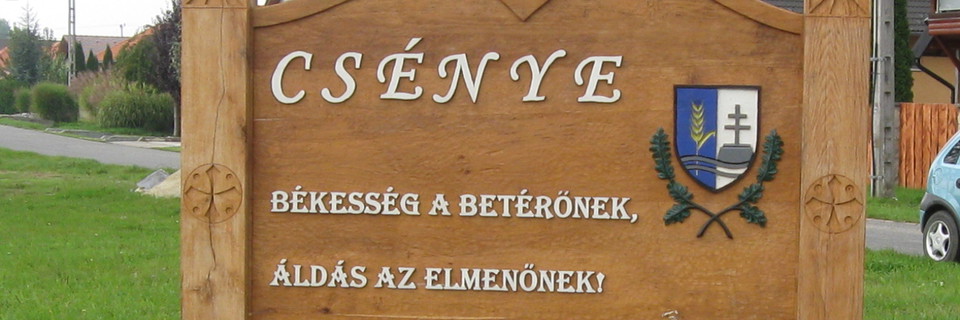 CSÉNYE
BÉKESSÉG A BETÉRŐNEK,
ÁLDÁS AZ ELMENŐNEK!